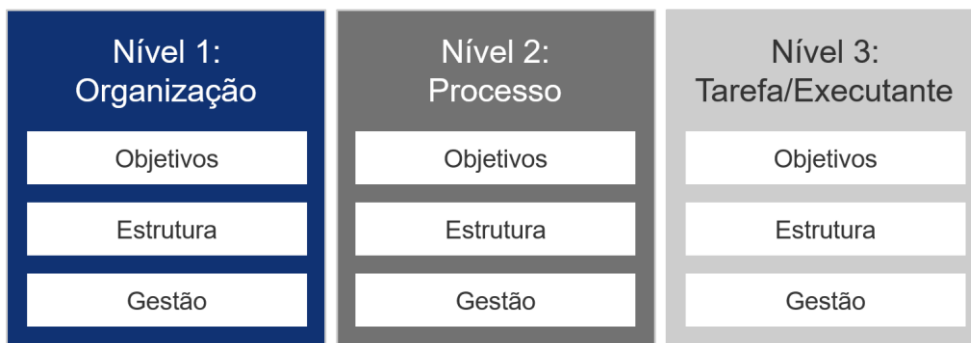 Nível 1:
Organização
Objetivos
Estrutura
Gestão
Nível 2:
Processo
Objetivos
Estrutura
Gestão
Nível 3:
Tarefa/Executante
Objetivos
Estrutura
Gestão